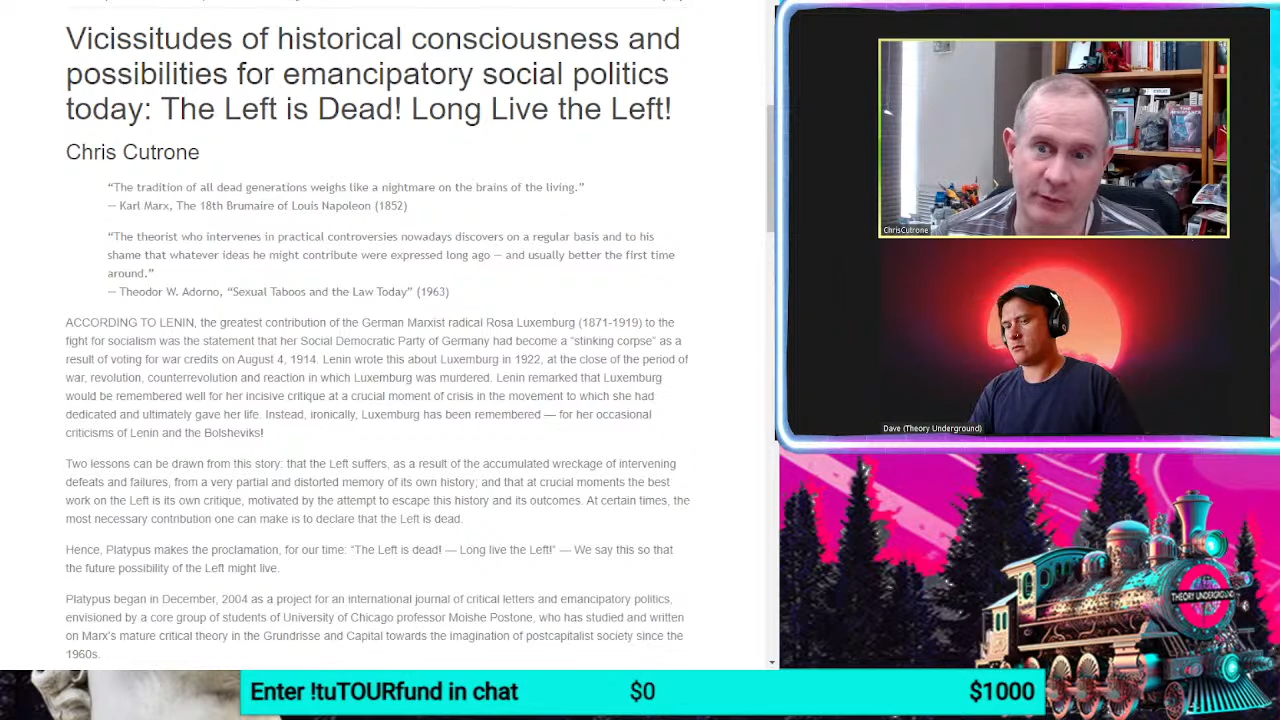 Vicissitudes of historical consciousness and
possibilities for emancipatory social politics
today: The Left is Dead! Long Live the Left!
Chris Cutrone
“The tradition of all dead generations weighs like a nightmare on the brains of the living.”
— Karl Marx, The 18th Brumaire of Louis Napoleon (1852)
“The theorist who intervenes in practical controversies nowadays discovers on a regular basis and to his
shame that whatever ideas he might contribute were expressed long ago — and usually better the first time
around.”
— Theodor W. Adorno, “Sexual Taboos and the Law Today” (1963)
ACCORDING TO LENIN, the greatest contribution of the German Marxist radical Rosa Luxemburg (1871-1919) to the
fight for socialism was the statement that her Social Democratic Party of Germany had become a “stinking corpse” as a
result of voting for war credits on August 4, 1914. Lenin wrote this about Luxemburg in 1922, at the close of the period of
war, revolution, counterrevolution and reaction in which Luxemburg was murdered. Lenin remarked that Luxemburg
would be remembered well for her incisive critique at a crucial moment of crisis in the movement to which she had
dedicated and ultimately gave her life. Instead, ironically, Luxemburg has been remembered — for her occasional
criticisms of Lenin and the Bolsheviks!
Two lessons can be drawn from this story: that the Left suffers, as a result of the accumulated wreckage of intervening
defeats and failures, from a very partial and distorted memory of its own history; and that at crucial moments the best
work on the Left is its own critique, motivated by the attempt to escape this history and its outcomes. At certain times, the
most necessary contribution one can make is to declare that the Left is dead.
Hence, Platypus makes the proclamation, for our time: “The Left is dead! — Long live the Left!” — We say this so that
the future possibility of the Left might live.
Platypus began in December, 2004 as a project for an international journal of critical letters and emancipatory politics,
envisioned by a core group of students of University of Chicago professor Moishe Postone, who has studied and written
on Marx's mature critical theory in the Grundrisse and Capital towards the imagination of postcapitalist society since the
1960s.
ChrisCutrone
Dave (Theory Underground)
THEORY UNDERGROUND
Enter !tuTOURfund in chat
$0
$1000